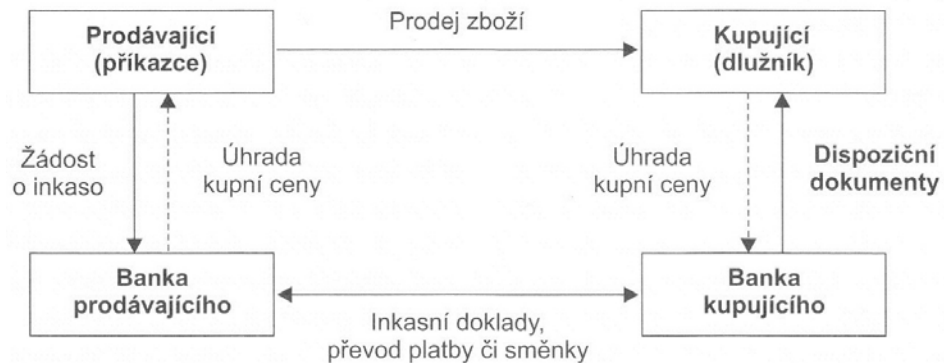 Prodávající
(příkazce)
Prodej zboží
Kupující
(dlužník)
Žádost
o inkaso
Úhrada
kupní ceny
Úhrada
kupní ceny
Dispoziční
dokumenty
Banka
prodávajícího
Banka
kupujícího
Inkasní doklady,
převod platby či směnky